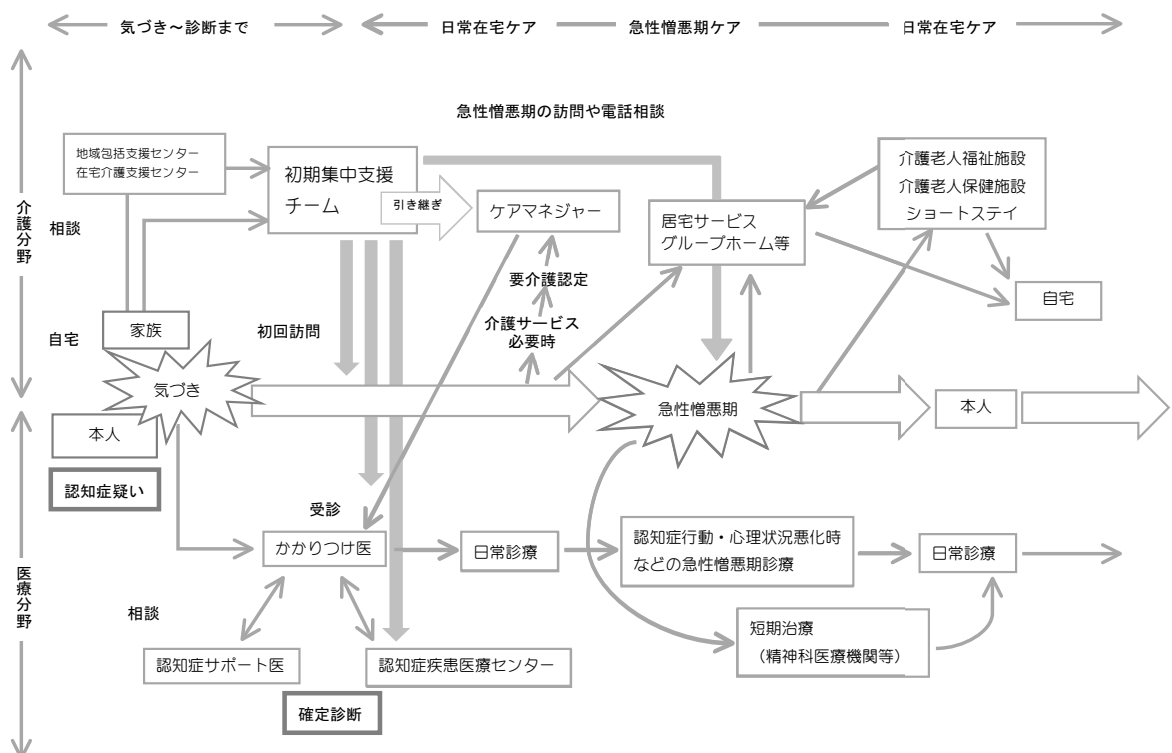 気づき～診断まで
日常在宅ケア
急性憎悪期ケア
日常在宅ケア
急性憎悪期の訪問や電話相談
介護分野
地域包括支援センター
在宅介護支援センター
初期集中支援
チーム
引き継ぎ
ケアマネジャー
居宅サービス
グループホーム等
介護老人福祉施設
介護老人保健施設
ショートステイ
相談
要介護認定
自宅
自宅
家族
初回訪問
介護サービス
必要時
気づき
急性憎悪期
本人
本人
認知症疑い
医療分野
受診
かかりつけ医
日常診療
認知症行動・心理状況悪化時
などの急性憎悪期診療
日常診療
相談
短期治療
（精神科医療機関等）
認知症サポート医
認知症疾患医療センター
確定診断